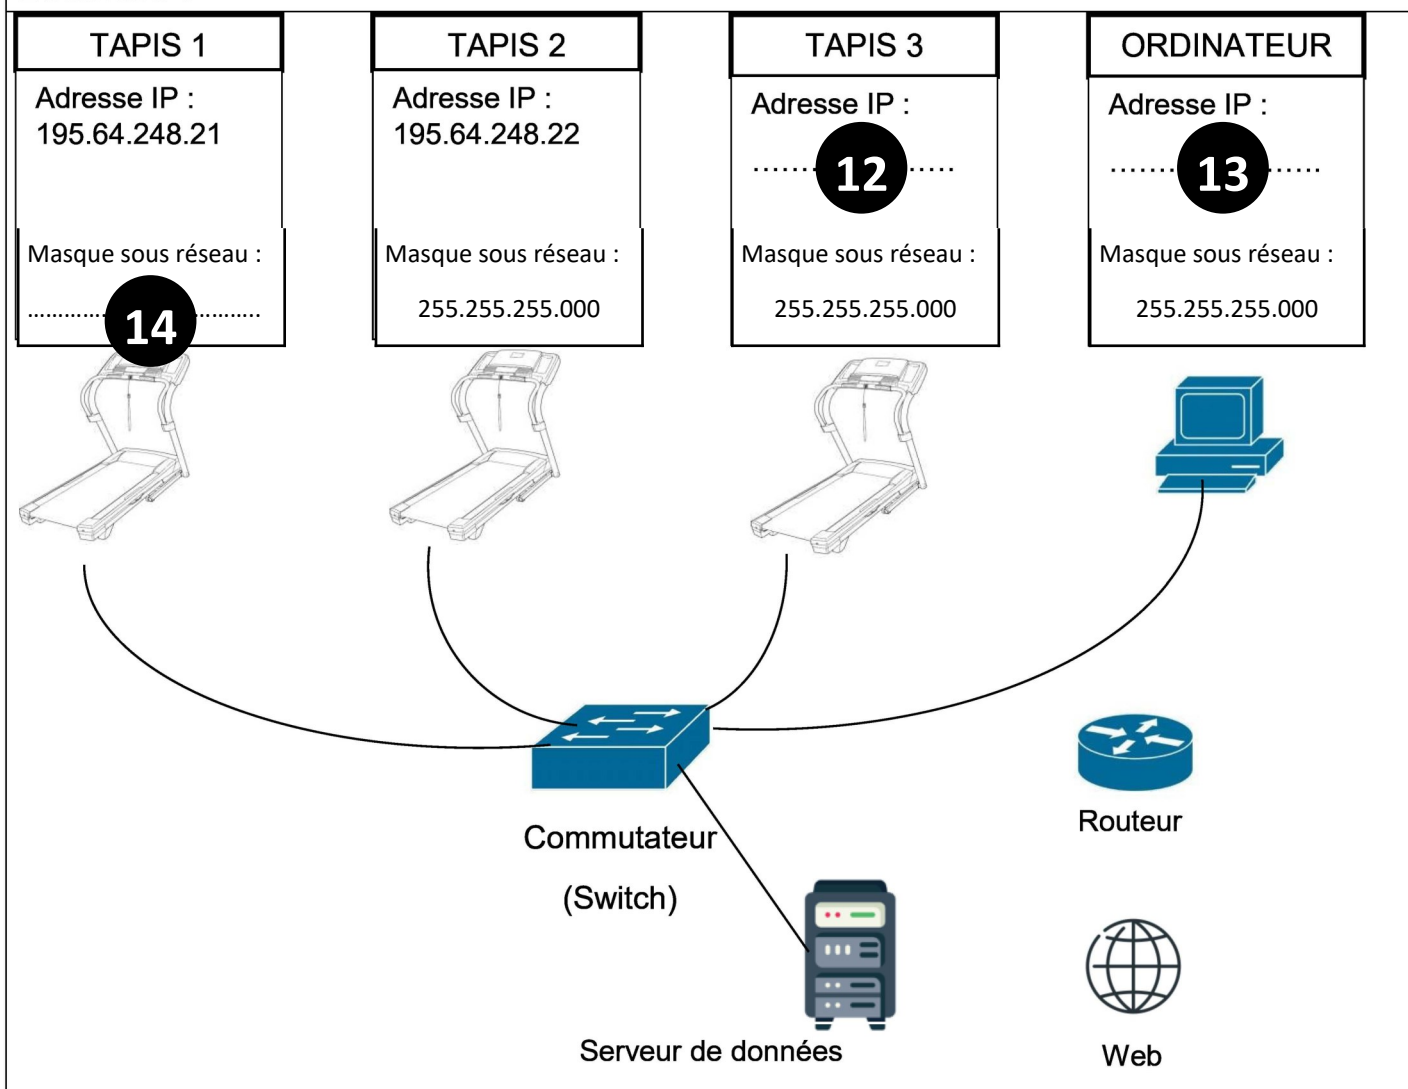 TAPIS 1
Adresse IP :
195.64.248.21
Masque sous réseau :
.............14............
TAPIS 2
Adresse IP :
195.64.248.22
Masque sous réseau :
255.255.255.000
TAPIS 3
Adresse IP :
.......12.....
Masque sous réseau :
255.255.255.000
ORDINATEUR
Adresse IP :
.......13......
Masque sous réseau :
255.255.255.000
Commutateur
(Switch)
Routeur
Serveur de données
Web